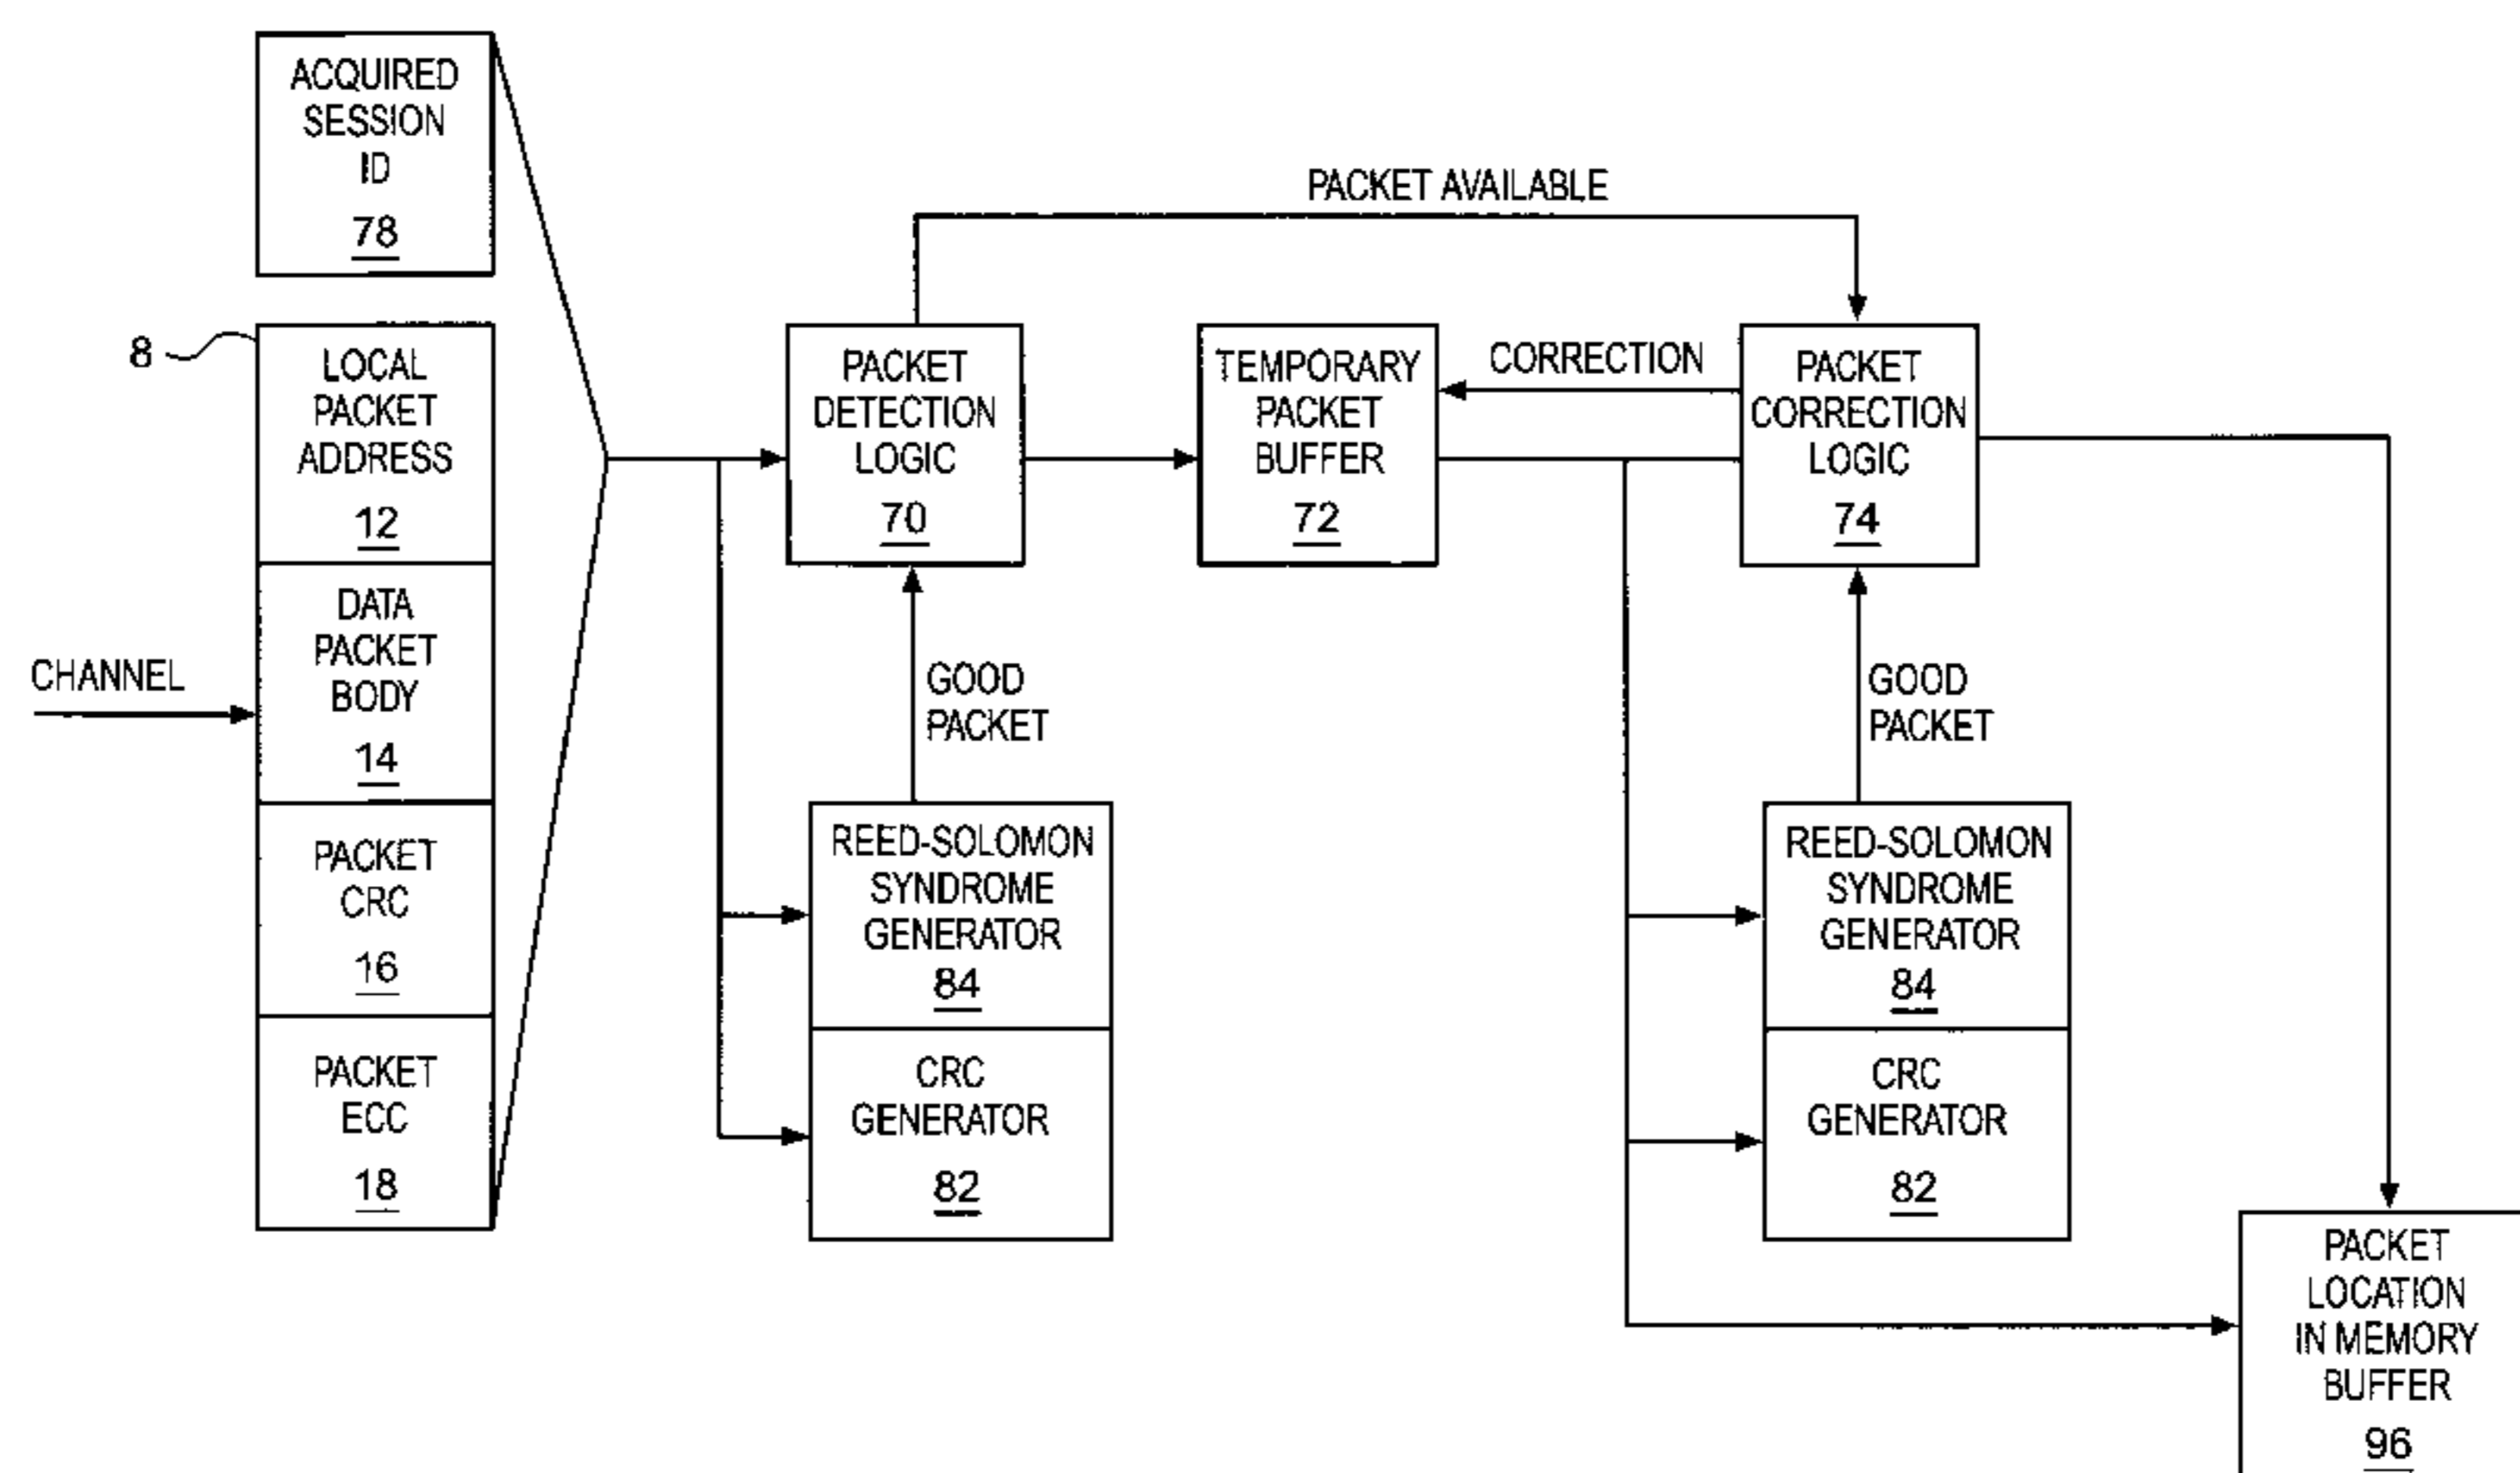 ACQUIRED
SESSION
ID
78
8
LOCAL
PACKET
ADDRESS
12
DATA
PACKET
BODY
14
CHANNEL
PACKET
CRC
16
PACKET
ECC
18
PACKET AVAILABLE
PACKET
DETECTION
LOGIC
70
TEMPORARY
PACKET
BUFFER
72
CORRECTION
PACKET
CORRECTION
LOGIC
74
GOOD
PACKET
GOOD
PACKET
REED-SOLOMON
SYNDROME
GENERATOR
84
CRC
GENERATOR
82
REED-SOLOMON
SYNDROME
GENERATOR
84
CRC
GENERATOR
82
PACKET
LOCATION
IN MEMORY
BUFFER
96